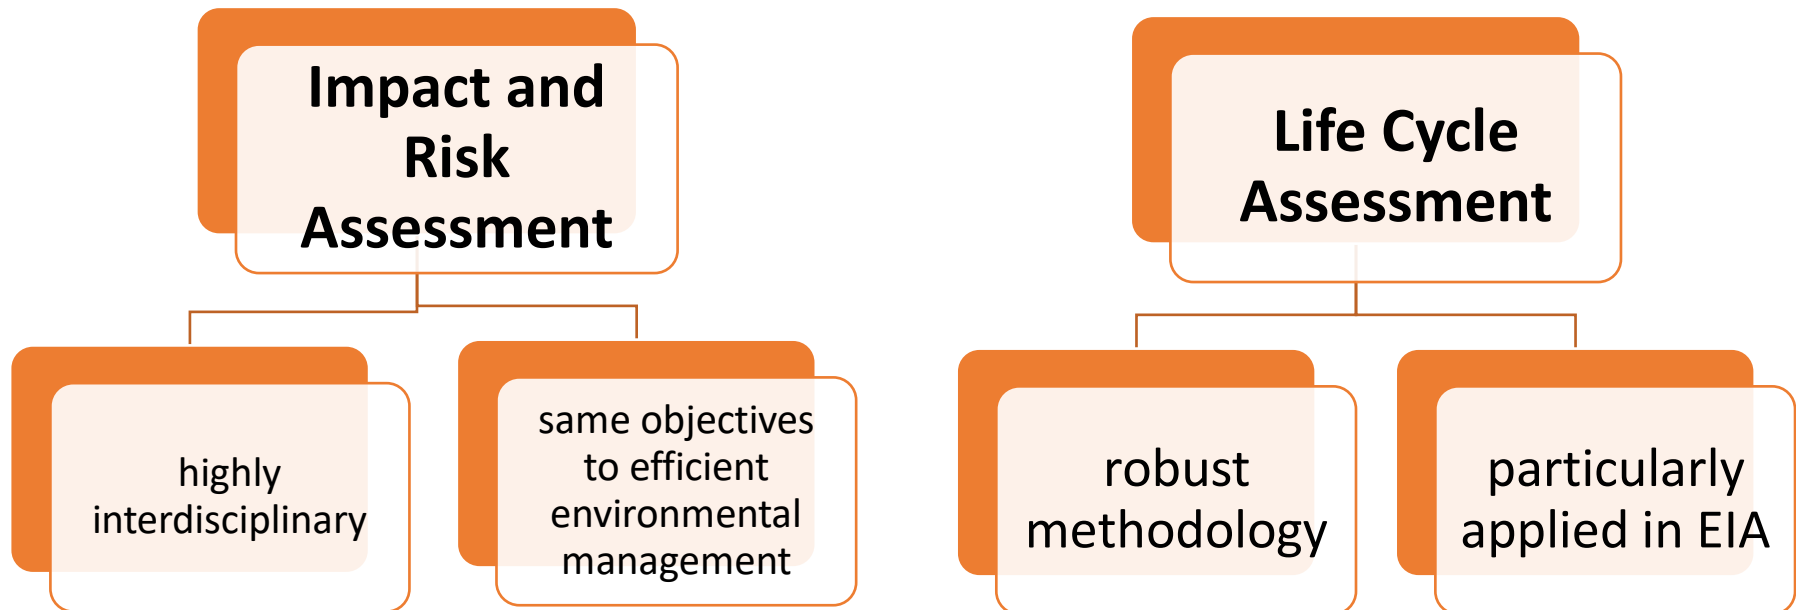 Impact and
Risk
Assessment
Life Cycle
Assessment
highly
interdisciplinary
same objectives
to efficient
environmental
management
robust
methodology
particularly
applied in EIA